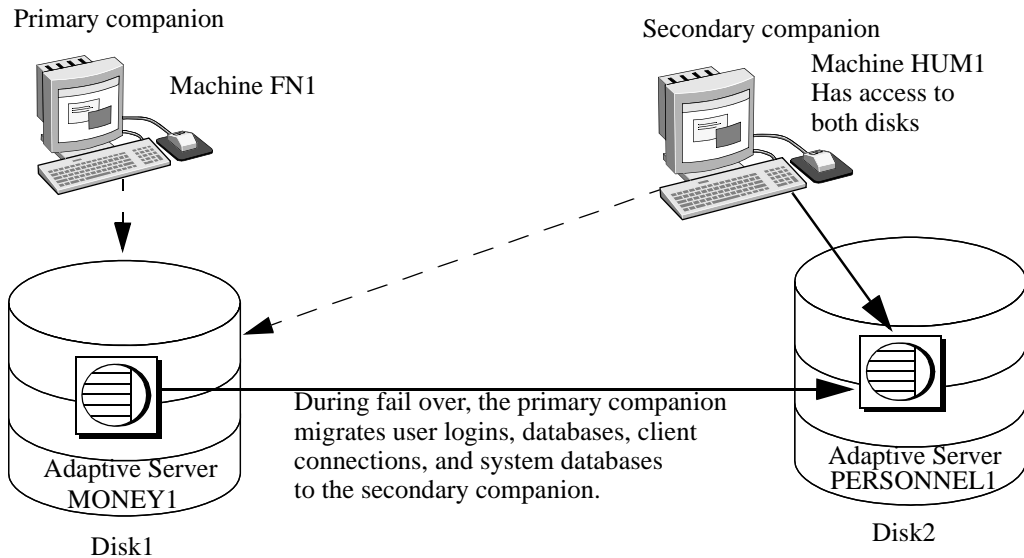 Primary companion
Machine FN1
Secondary companion
Machine HUM1
Has access to
both disks
During fail over, the primary companion
migrates user logins, databases, client
connections, and system databases
to the secondary companion.
Adaptive Server
MONEY1
Disk1
Adaptive Server
PERSONNEL1
Disk2